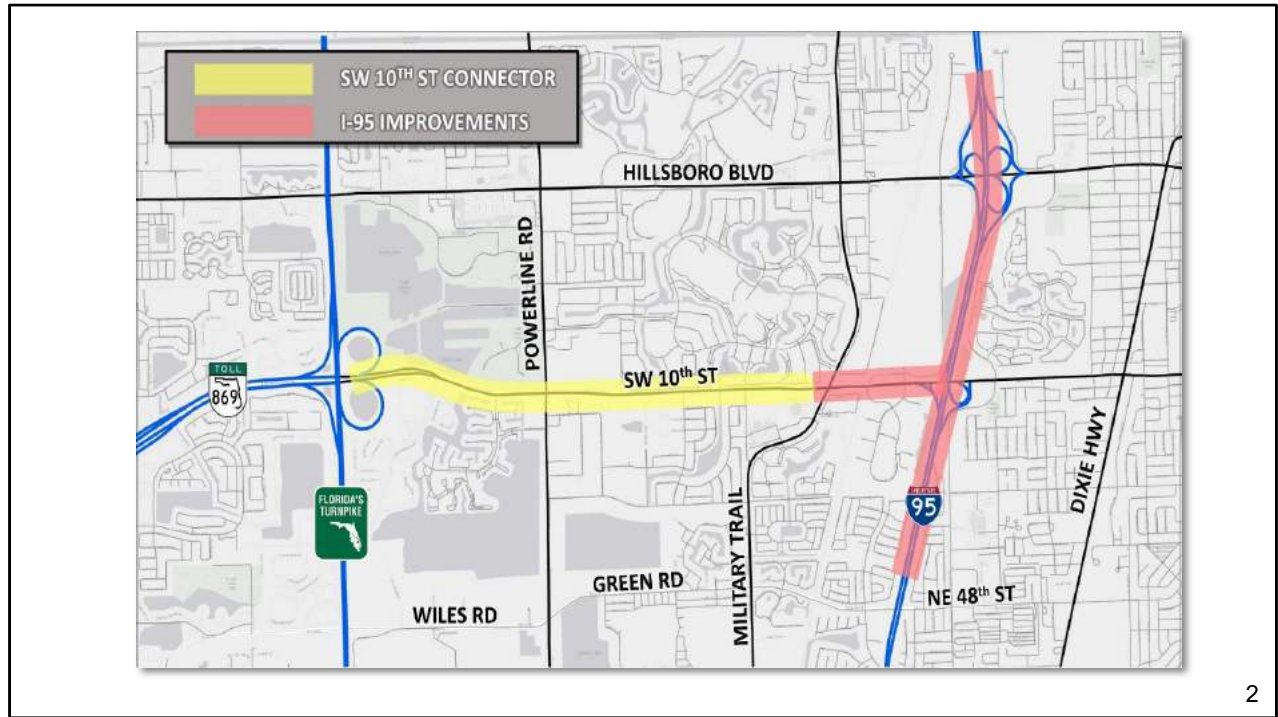 SW 10TH ST CONNECTOR
I-95 IMPROVEMENTS
HILLSBORO BLVD
POWERLINE RD
TOLL
869
SW 10th ST
DIXIE HWY
FLORIDA'S
TURNPIKE
95
MILITARY TRAIL
GREEN RD
NE 48th ST
WILES RD
2